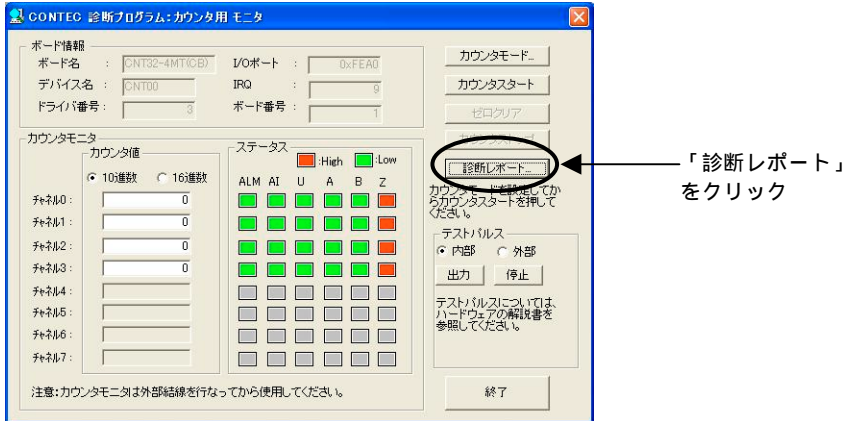 CONTEC 診断プログラム:カウンタ用 モニタ
ボード情報
ボード名 : CNT32-4MT(CB) I/Oポート : 0xFEA0
デバイス名 : CNT00 IRQ : 9
ドライバ番号 : 3 ボード番号 : 1
カウンタモード...
カウンタスタート
ゼロクリア
カウンタモニタ
カウンタ値
10進数 16進数
ステータス
:High :Low
ALM AI U A B Z
チャネル0 : 0
チャネル1 : 0
チャネル2 : 0
チャネル3 : 0
チャネル4 :
チャネル5 :
チャネル6 :
チャネル7 :
注意:カウンタモニタは外部結線を行なってから使用してください。
診断レポート...
カウンタモードを設定してか
らカウンタスタートを押して
ください。
テストパルス
内部 外部
出力 停止
テストパルスについては、
ハードウェアの解説書を
参照してください。
終了
「診断レポート」
をクリック